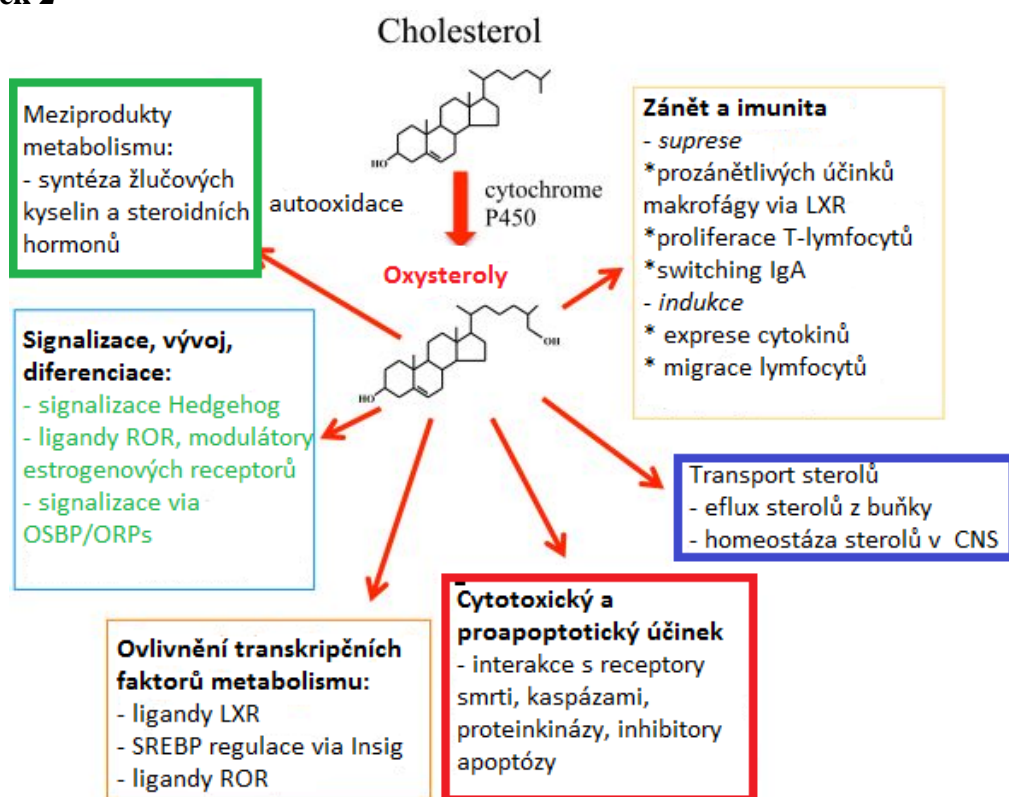 Cholesterol
HO
Meziprodukty
metabolismu:
- syntéza žlučových
kyselin a steroidních
hormonů
autooxidace
cytochrome
P450
Zánět a imunita
- suprese
*prozánětlivých účinků
makrofágy via LXR
*proliferace T-lymfocytů
*switching IgA
- indukce
* exprese cytokinů
* migrace lymfocytů
Oxysteroly
OH
HO
Signalizace, vývoj,
diferenciace:
- signalizace Hedgehog
- ligandy ROR, modulátory
estrogenových receptorů
- signalizace via
OSBP/ORPs
Transport sterolů
- eflux sterolů z buňky
- homeostáza sterolů v CNS
Cytotoxický a
proapoptotický účinek
- interakce s receptory
smrti, kaspázami,
proteinkinázy, inhibitory
apoptózy
Ovlivnění transkripčních
faktorů metabolismu:
- ligandy LXR
- SREBP regulace via Insig
- ligandy ROR